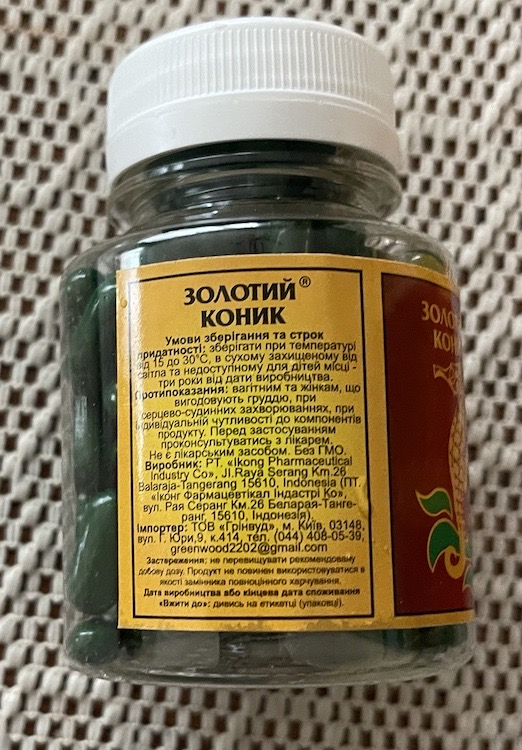 ЗОЛОТИЙ®
КОНИК
Умови зберігання та строк
придатності: зберігати при температурі
від 15 до 30°С, в сухому захищеному від
світла та недоступному для дітей місці -
три роки від дати виробництва.
Протипоказання: вагітним та жінкам, що
вигодовують груддю, при
серцево-судинних захворюваннях, при
індивідуальній чутливості до компонентів
продукту. Перед застосуванням
проконсультуватись з лікарем.
Не є лікарським засобом. Без ГМО.
Виробник: PT. «Ikong Pharmaceutical
Industry Co», Jl.Raya Serang Km.26
Balaraja-Tangerang 15610, Indonesia (ПТ.
«Іконг Фармацевтікал Індастрі Ко»,
вул. Рая Серанг Км.26 Беларая-Танге-
ранг, 15610, Індонезія).
Імпортер: ТОВ «Грінвуд», м. Київ, 03148,
вул. Г. Юри,9, к.414, тел. (044) 408-05-39,
greenwood2202@gmail.com
Застереження: не перевищувати рекомендовану
добову дозу. Продукт не повинен використовуватися в
якості замінника повноцінного харчування.
Дата виробництва або кінцева дата споживання
«Вжити до»: дивись на етикетці (упаковці).